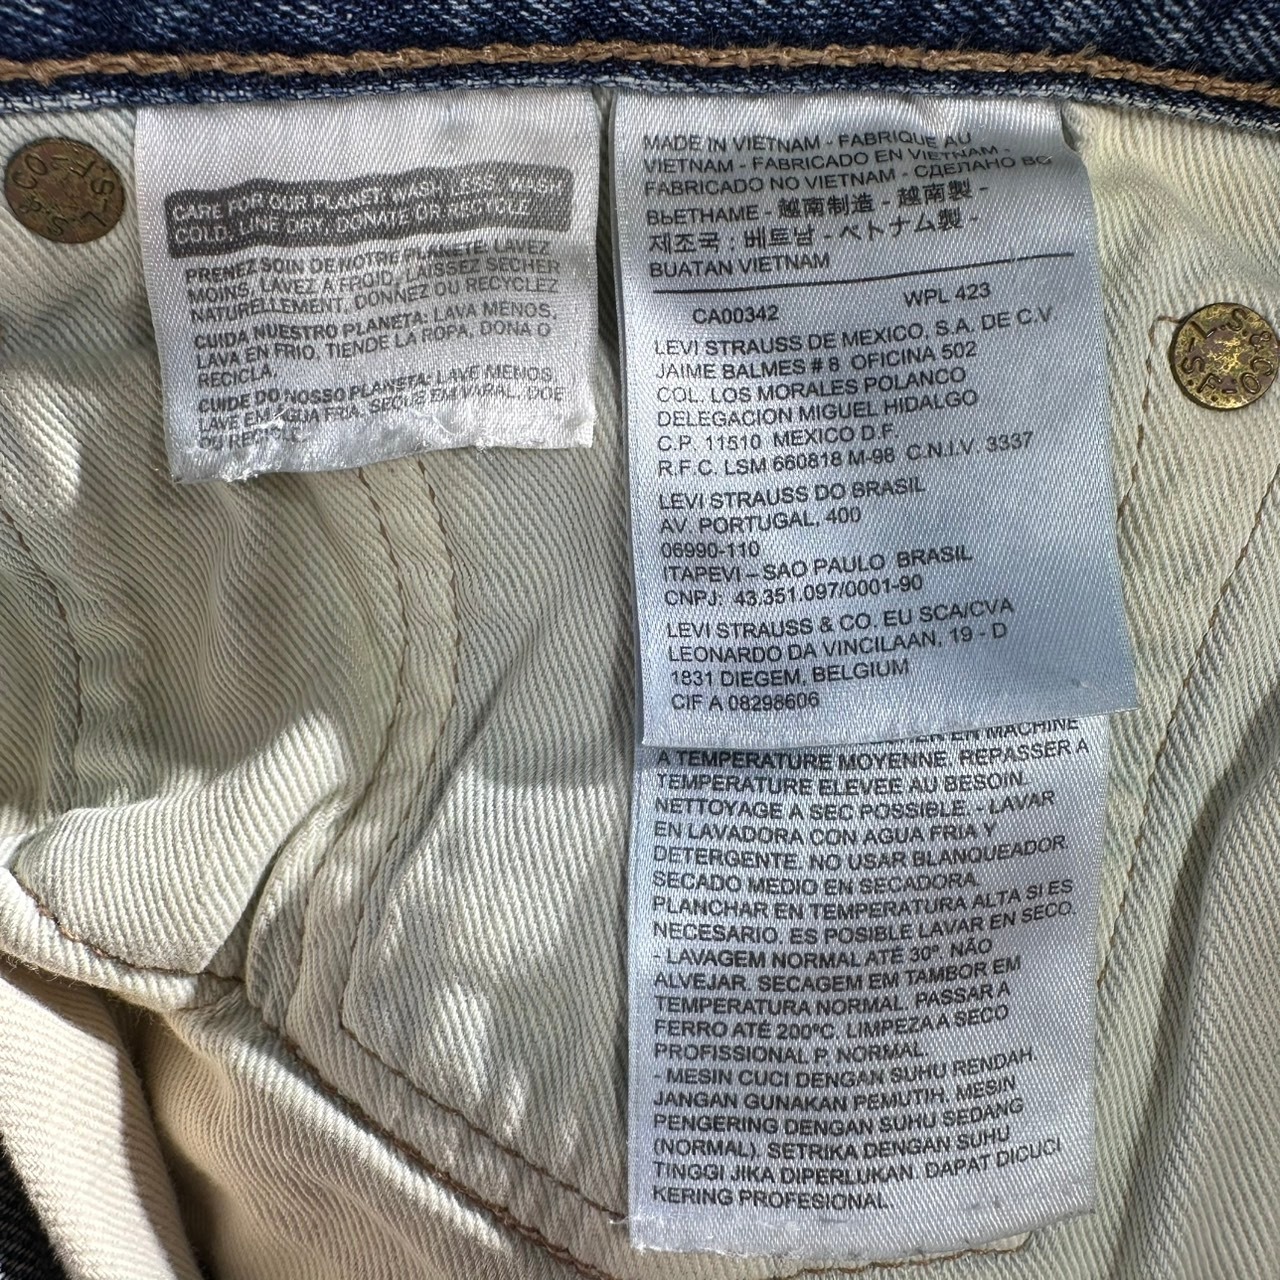 CARE FOR OUR PLANET: WASH LESS, WASH
COLD, LINE DRY, DONATE OR RECYCLE.
PRENEZ SOIN DE NOTRE PLANÈTE: LAVEZ
MOINS, LAVEZ A FROID, LAISSEZ SÉCHER
NATURELLEMENT, DONNEZ OU RECYCLEZ
CUIDA NUESTRO PLANETA: LAVA MENOS,
LAVA EN FRIO, TIENDE LA ROPA, DONA O
RECICLA.
CUIDE DO NOSSO PLANETA: LAVE MENOS,
LAVE EM ÁGUA FRIA, SEQUE EM VARAL, DOE
OU RECICLE.
MADE IN VIETNAM - FABRIQUE AU
VIETNAM - FABRICADO EN VIETNAM -
FABRICADO NO VIETNAM - СДЕЛАНО ВО
ВЬЕТНАМЕ - 越南制造 - 越南製 -
제조국 : 베트남 - ベトナム製 -
BUATAN VIETNAM
CA00342 WPL 423
LEVI STRAUSS DE MEXICO, S.A. DE C.V.
JAIME BALMES # 8 OFICINA 502
COL. LOS MORALES POLANCO
DELEGACION MIGUEL HIDALGO
C.P. 11510 MEXICO D.F.
R.F.C. LSM 660818 M-98 C.N.I.V. 3337
LEVI STRAUSS DO BRASIL
AV. PORTUGAL, 400
06990-110
ITAPEVI – SAO PAULO BRASIL
CNPJ: 43.351.097/0001-90
LEVI STRAUSS & CO. EU SCA/CVA
LEONARDO DA VINCILAAN, 19 - D
1831 DIEGEM, BELGIUM
CIF A 08298606
EN MACHINE
A TEMPERATURE MOYENNE. REPASSER A
TEMPERATURE ELEVEE AU BESOIN.
NETTOYAGE A SEC POSSIBLE. - LAVAR
EN LAVADORA CON AGUA FRIA Y
DETERGENTE. NO USAR BLANQUEADOR.
SECADO MEDIO EN SECADORA.
PLANCHAR EN TEMPERATURA ALTA SI ES
NECESARIO. ES POSIBLE LAVAR EN SECO.
- LAVAGEM NORMAL ATÉ 30º. NÃO
ALVEJAR. SECAGEM EM TAMBOR EM
TEMPERATURA NORMAL. PASSAR A
FERRO ATÉ 200ºC. LIMPEZA A SECO
PROFISSIONAL P. NORMAL.
- MESIN CUCI DENGAN SUHU RENDAH.
JANGAN GUNAKAN PEMUTIH. MESIN
PENGERING DENGAN SUHU SEDANG
(NORMAL). SETRIKA DENGAN SUHU
TINGGI JIKA DIPERLUKAN. DAPAT DICUCI
KERING PROFESIONAL.
L.S.&CO-S.F.